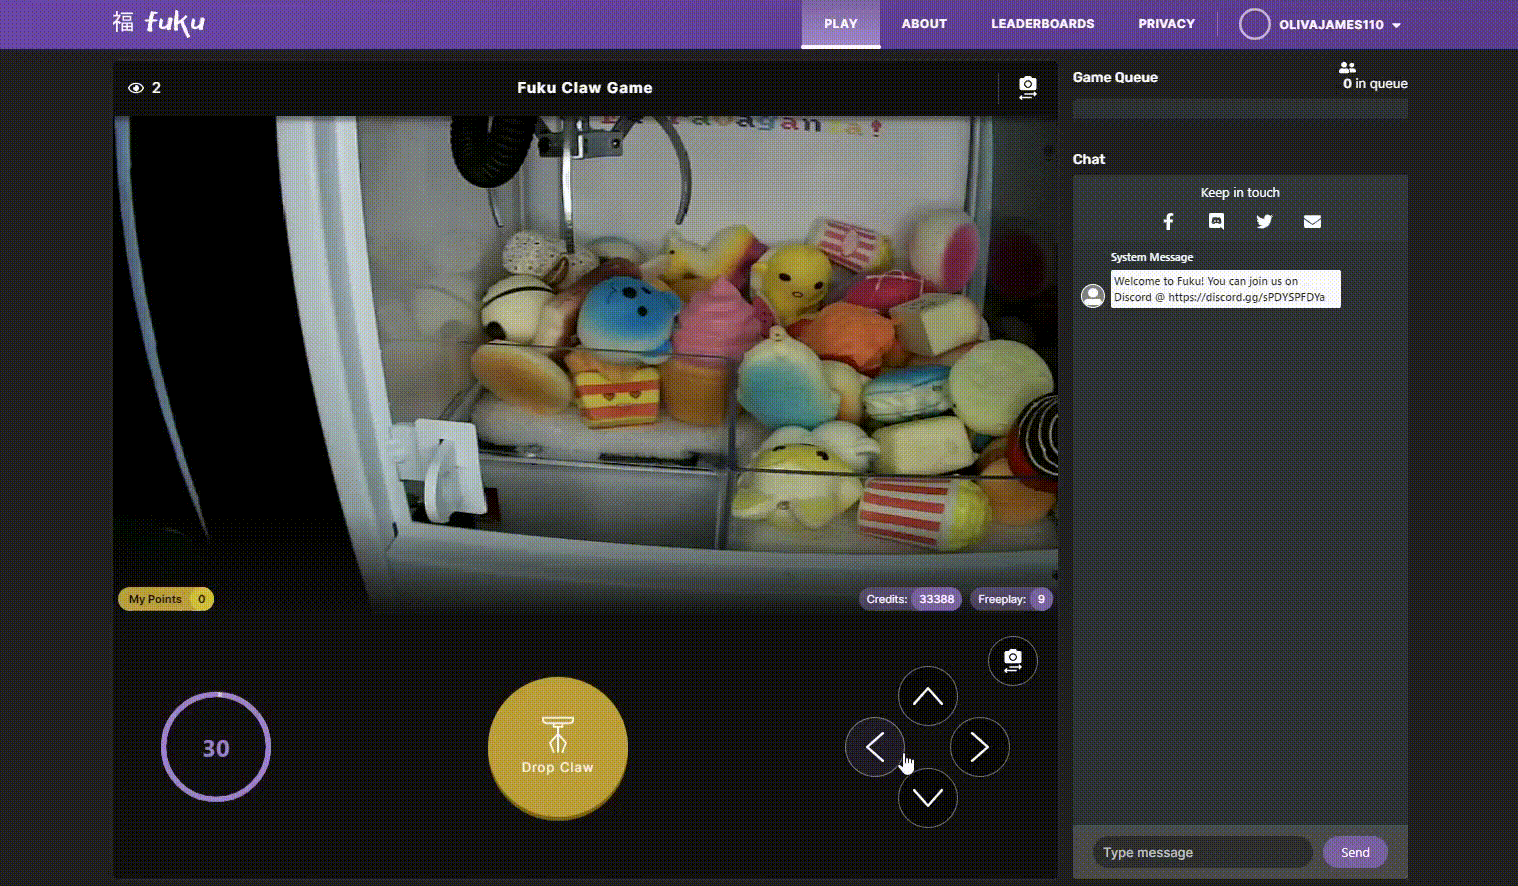 福 fuku
PLAY
ABOUT
LEADERBOARDS
PRIVACY
OLIVAJAMES110
2
Fuku Claw Game
Game Queue
0 in queue
Chat
Keep in touch
System Message
Welcome to Fuku! You can join us on
Discord @ https://discord.gg/sPDYSPFDYa
My Points 0
Credits: 33388
Freeplay: 9
30
Drop Claw
Type message
Send